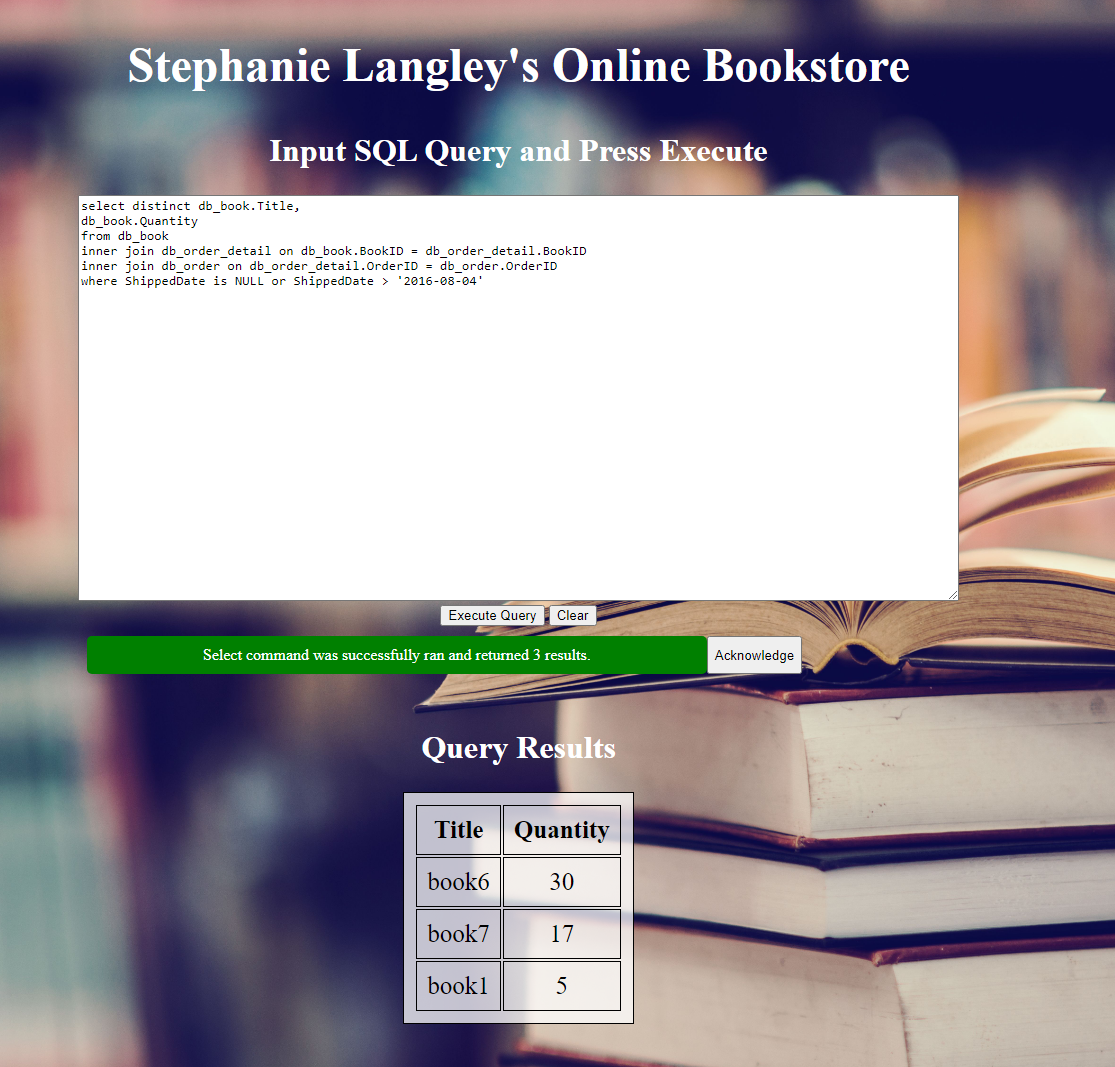 Stephanie Langley's Online Bookstore
Input SQL Query and Press Execute
select distinct db_book.Title,
db_book.Quantity
from db_book
inner join db_order_detail on db_book.BookID = db_order_detail.BookID
inner join db_order on db_order_detail.OrderID = db_order.OrderID
where ShippedDate is NULL or ShippedDate > '2016-08-04'
Execute Query Clear
Select command was successfully ran and returned 3 results. Acknowledge
Query Results
Title Quantity
book6 30
book7 17
book1 5